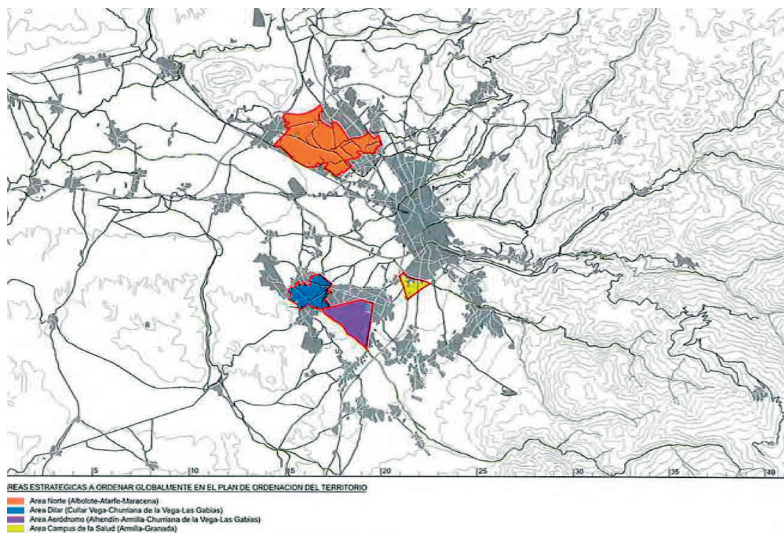 5
10
15
20
25
30
35
40
REAS ESTRATEGICAS A ORDENAR GLOBALMENTE EN EL PLAN DE ORDENACION DEL TERRITORIO
Area Norte (Albolote-Atarfe-Maracena)
Area Dilar (Cullar Vega-Churriana de la Vega-Las Gabias)
Area Aeródromo (Alhendín-Armilla-Churriana de la Vega-Las Gabias)
Area Campus de la Salud (Armilla-Granada)